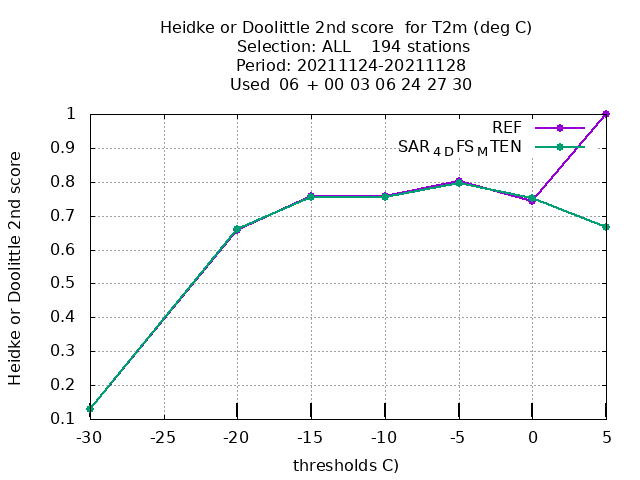 Heidke or Doolittle 2nd score  for T2m (deg C)
Selection: ALL    194 stations
Period: 20211124-20211128
Used  06 + 00 03 06 24 27 30
Heidke or Doolittle 2nd score
1
0.9
0.8
0.7
0.6
0.5
0.4
0.3
0.2
0.1
REF
SAR4DFSMTEN
-30 -25 -20 -15 -10 -5 0 5
thresholds C)